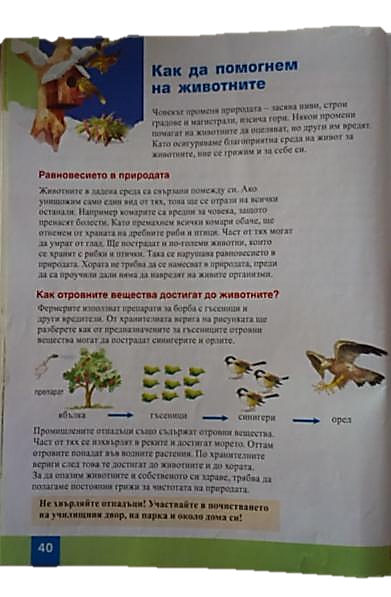 Как да помогнем
на животните
Човекът променя природата – засява ниви, строи
градове и магистрали, изсича гори. Някои промени
помагат на животните да оцеляват, но други им вредят.
Като осигуряваме благоприятна среда на живот за
животните, ние се грижим и за себе си.
Равновесието в природата
Животните в дадена среда са свързани помежду си. Ако
унищожим само един вид от тях, това ще се отрази на всички
останали. Например комарите са вредни за човека, защото
пренасят болести. Като премахнем всички комари обаче, ще
отнемем от храната на дребните риби и птици. Част от тях могат
да умрат от глад. Ще пострадат и по-големи животни, които
се хранят с рибки и птички. Така се нарушава равновесието в
природата. Хората не трябва да се намесват в природата, преди
да са проучили дали няма да навредят на живите организми.
Как отровните вещества достигат до животните?
Фермерите използват препарати за борба с гъсеници и
други вредители. От хранителната верига на рисунката ще
разберете как от предназначените за гъсениците отровни
вещества могат да пострадат синигерите и орлите.
препарат
ябълка гъсеници синигери орел
Промишлените отпадъци също съдържат отровни вещества.
Част от тях се изхвърлят в реките и достигат морето. Оттам
отровите попадат във водните растения. По хранителните
вериги след това те достигат до животните и до хората.
За да опазим животните и собственото си здраве, трябва да
полагаме постоянни грижи за чистотата на природата.
Не хвърляйте отпадъци! Участвайте в почистването
на училищния двор, на парка и около дома си!
40